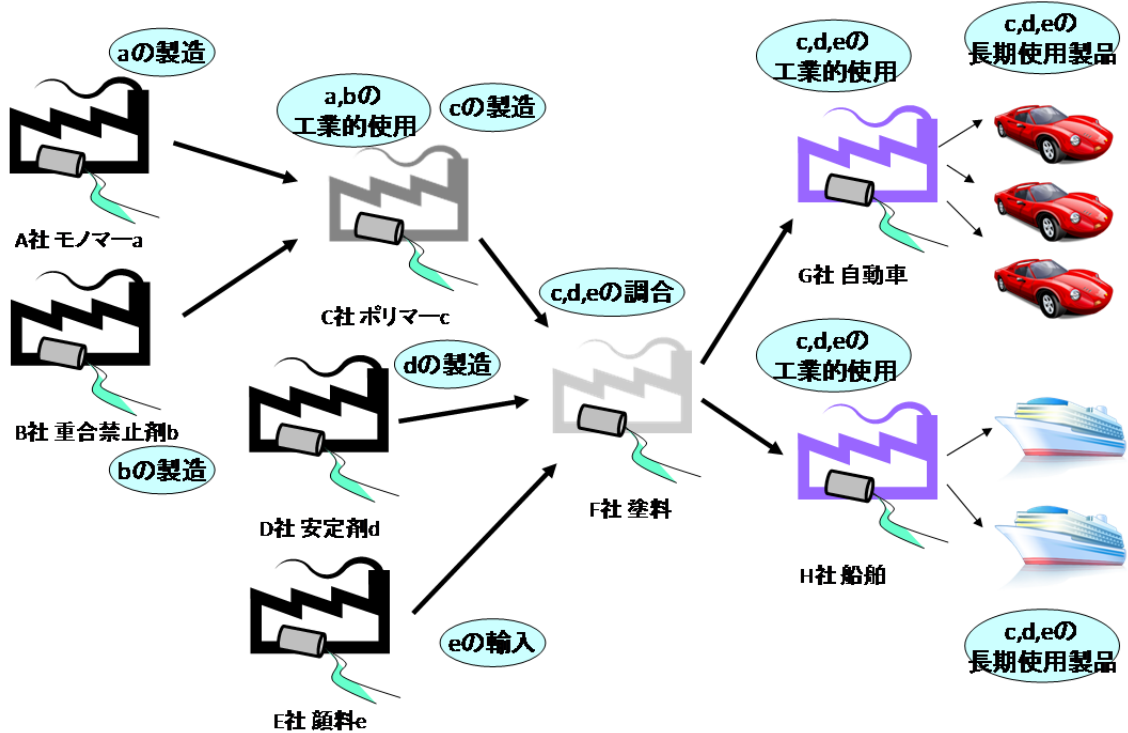 aの製造
A社 モノマーa
B社 重合禁止剤b
bの製造
a,bの
工業的使用
cの製造
C社 ポリマーc
dの製造
D社 安定剤d
eの輸入
E社 顔料e
c,d,eの調合
F社 塗料
c,d,eの
工業的使用
G社 自動車
c,d,eの
長期使用製品
c,d,eの
工業的使用
H社 船舶
c,d,eの
長期使用製品